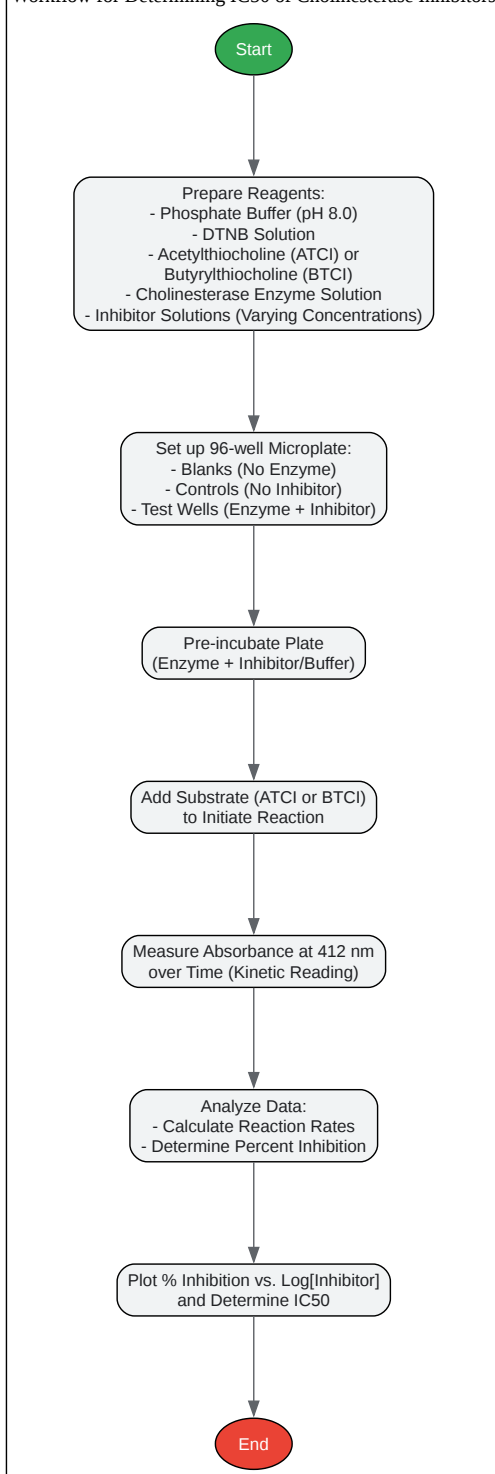 Workflow for Determining IC50 of Cholinesterase Inhibitors
Start
Prepare Reagents:
- Phosphate Buffer (pH 8.0)
- DTNB Solution
- Acetylthiocholine (ATCI) or
Butyrylthiocholine (BTCI)
- Cholinesterase Enzyme Solution
- Inhibitor Solutions (Varying Concentrations)
Set up 96-well Microplate:
- Blanks (No Enzyme)
- Controls (No Inhibitor)
- Test Wells (Enzyme + Inhibitor)
Pre-incubate Plate
(Enzyme + Inhibitor/Buffer)
Add Substrate (ATCI or BTCI)
to Initiate Reaction
Measure Absorbance at 412 nm
over Time (Kinetic Reading)
Analyze Data:
- Calculate Reaction Rates
- Determine Percent Inhibition
Plot % Inhibition vs. Log[Inhibitor]
and Determine IC50
End